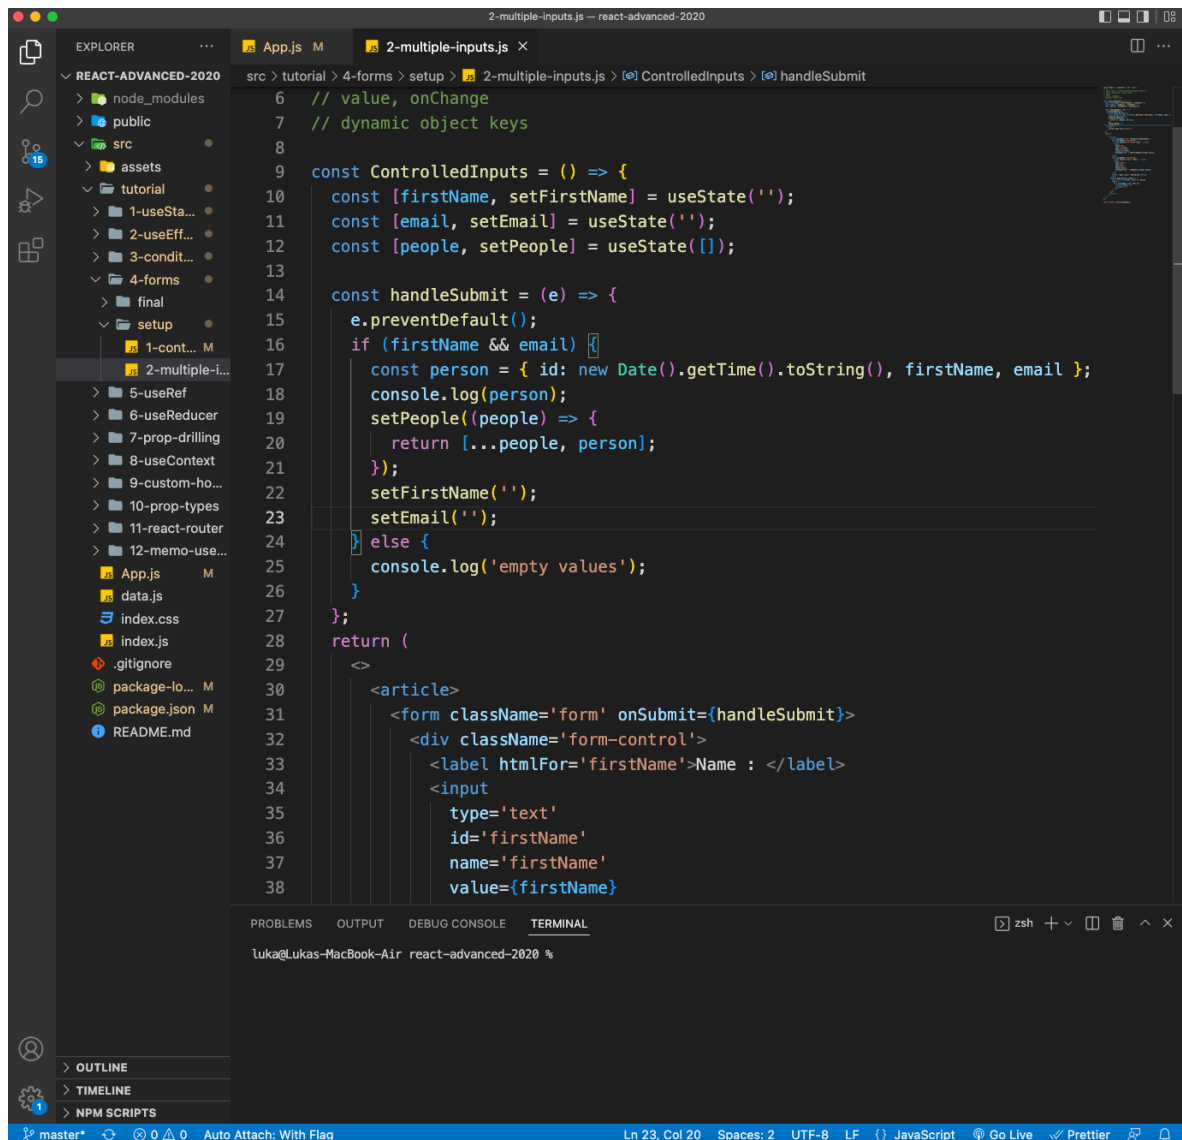 2-multiple-inputs.js — react-advanced-2020
EXPLORER
REACT-ADVANCED-2020
node_modules
public
src
assets
tutorial
1-useSta...
2-useEff...
3-condit...
4-forms
final
setup
1-cont... M
2-multiple-i...
5-useRef
6-useReducer
7-prop-drilling
8-useContext
9-custom-ho...
10-prop-types
11-react-router
12-memo-use...
App.js M
data.js
index.css
index.js
.gitignore
package-lo... M
package.json M
README.md
OUTLINE
TIMELINE
NPM SCRIPTS
15
1
App.js M
2-multiple-inputs.js
src > tutorial > 4-forms > setup > 2-multiple-inputs.js > ControlledInputs > handleSubmit
6 // value, onChange
7 // dynamic object keys
8
9 const ControlledInputs = () => {
10 const [firstName, setFirstName] = useState('');
11 const [email, setEmail] = useState('');
12 const [people, setPeople] = useState([]);
13
14 const handleSubmit = (e) => {
15 e.preventDefault();
16 if (firstName && email) {
17 const person = { id: new Date().getTime().toString(), firstName, email };
18 console.log(person);
19 setPeople((people) => {
20 return [...people, person];
21 });
22 setFirstName('');
23 setEmail('');
24 } else {
25 console.log('empty values');
26 }
27 };
28 return (
29 <>
30 <article>
31 <form className='form' onSubmit={handleSubmit}>
32 <div className='form-control'>
33 <label htmlFor='firstName'>Name : </label>
34 <input
35 type='text'
36 id='firstName'
37 name='firstName'
38 value={firstName}
PROBLEMS OUTPUT DEBUG CONSOLE TERMINAL
zsh
luka@Lukas-MacBook-Air react-advanced-2020 %
master* 0 0 Auto Attach: With Flag Ln 23, Col 20 Spaces: 2 UTF-8 LF {} JavaScript Go Live Prettier